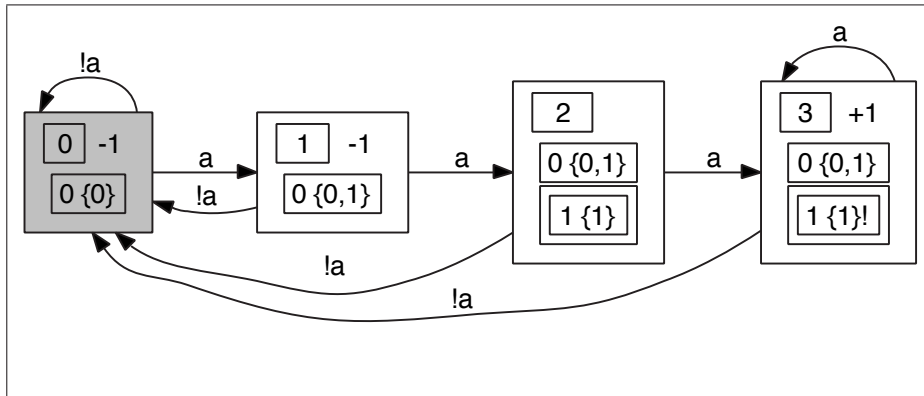 !a
a
0 -1
1 -1
2
3 +1
a
a
a
0 {0}
!a
0 {0,1}
0 {0,1}
0 {0,1}
1 {1}
1 {1}!
!a
!a